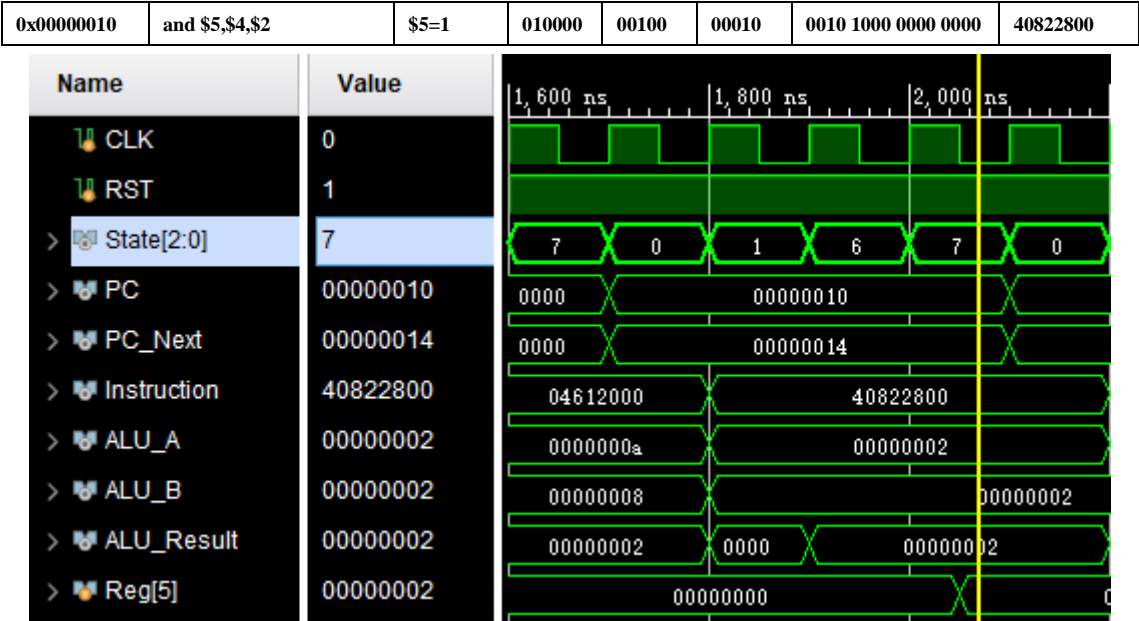 0x00000010 and $5,$4,$2 $5=1 010000 00100 00010 0010 1000 0000 0000 40822800
Name Value 1,600 ns 1,800 ns 2,000 ns
CLK 0
RST 1
State[2:0] 7 7 0 1 6 7 0
PC 00000010 0000 00000010
PC_Next 00000014 0000 00000014
Instruction 40822800 04612000 40822800
ALU_A 00000002 0000000a 00000002
ALU_B 00000002 00000008 00000002
ALU_Result 00000002 00000002 0000 00000002
Reg[5] 00000002 00000000